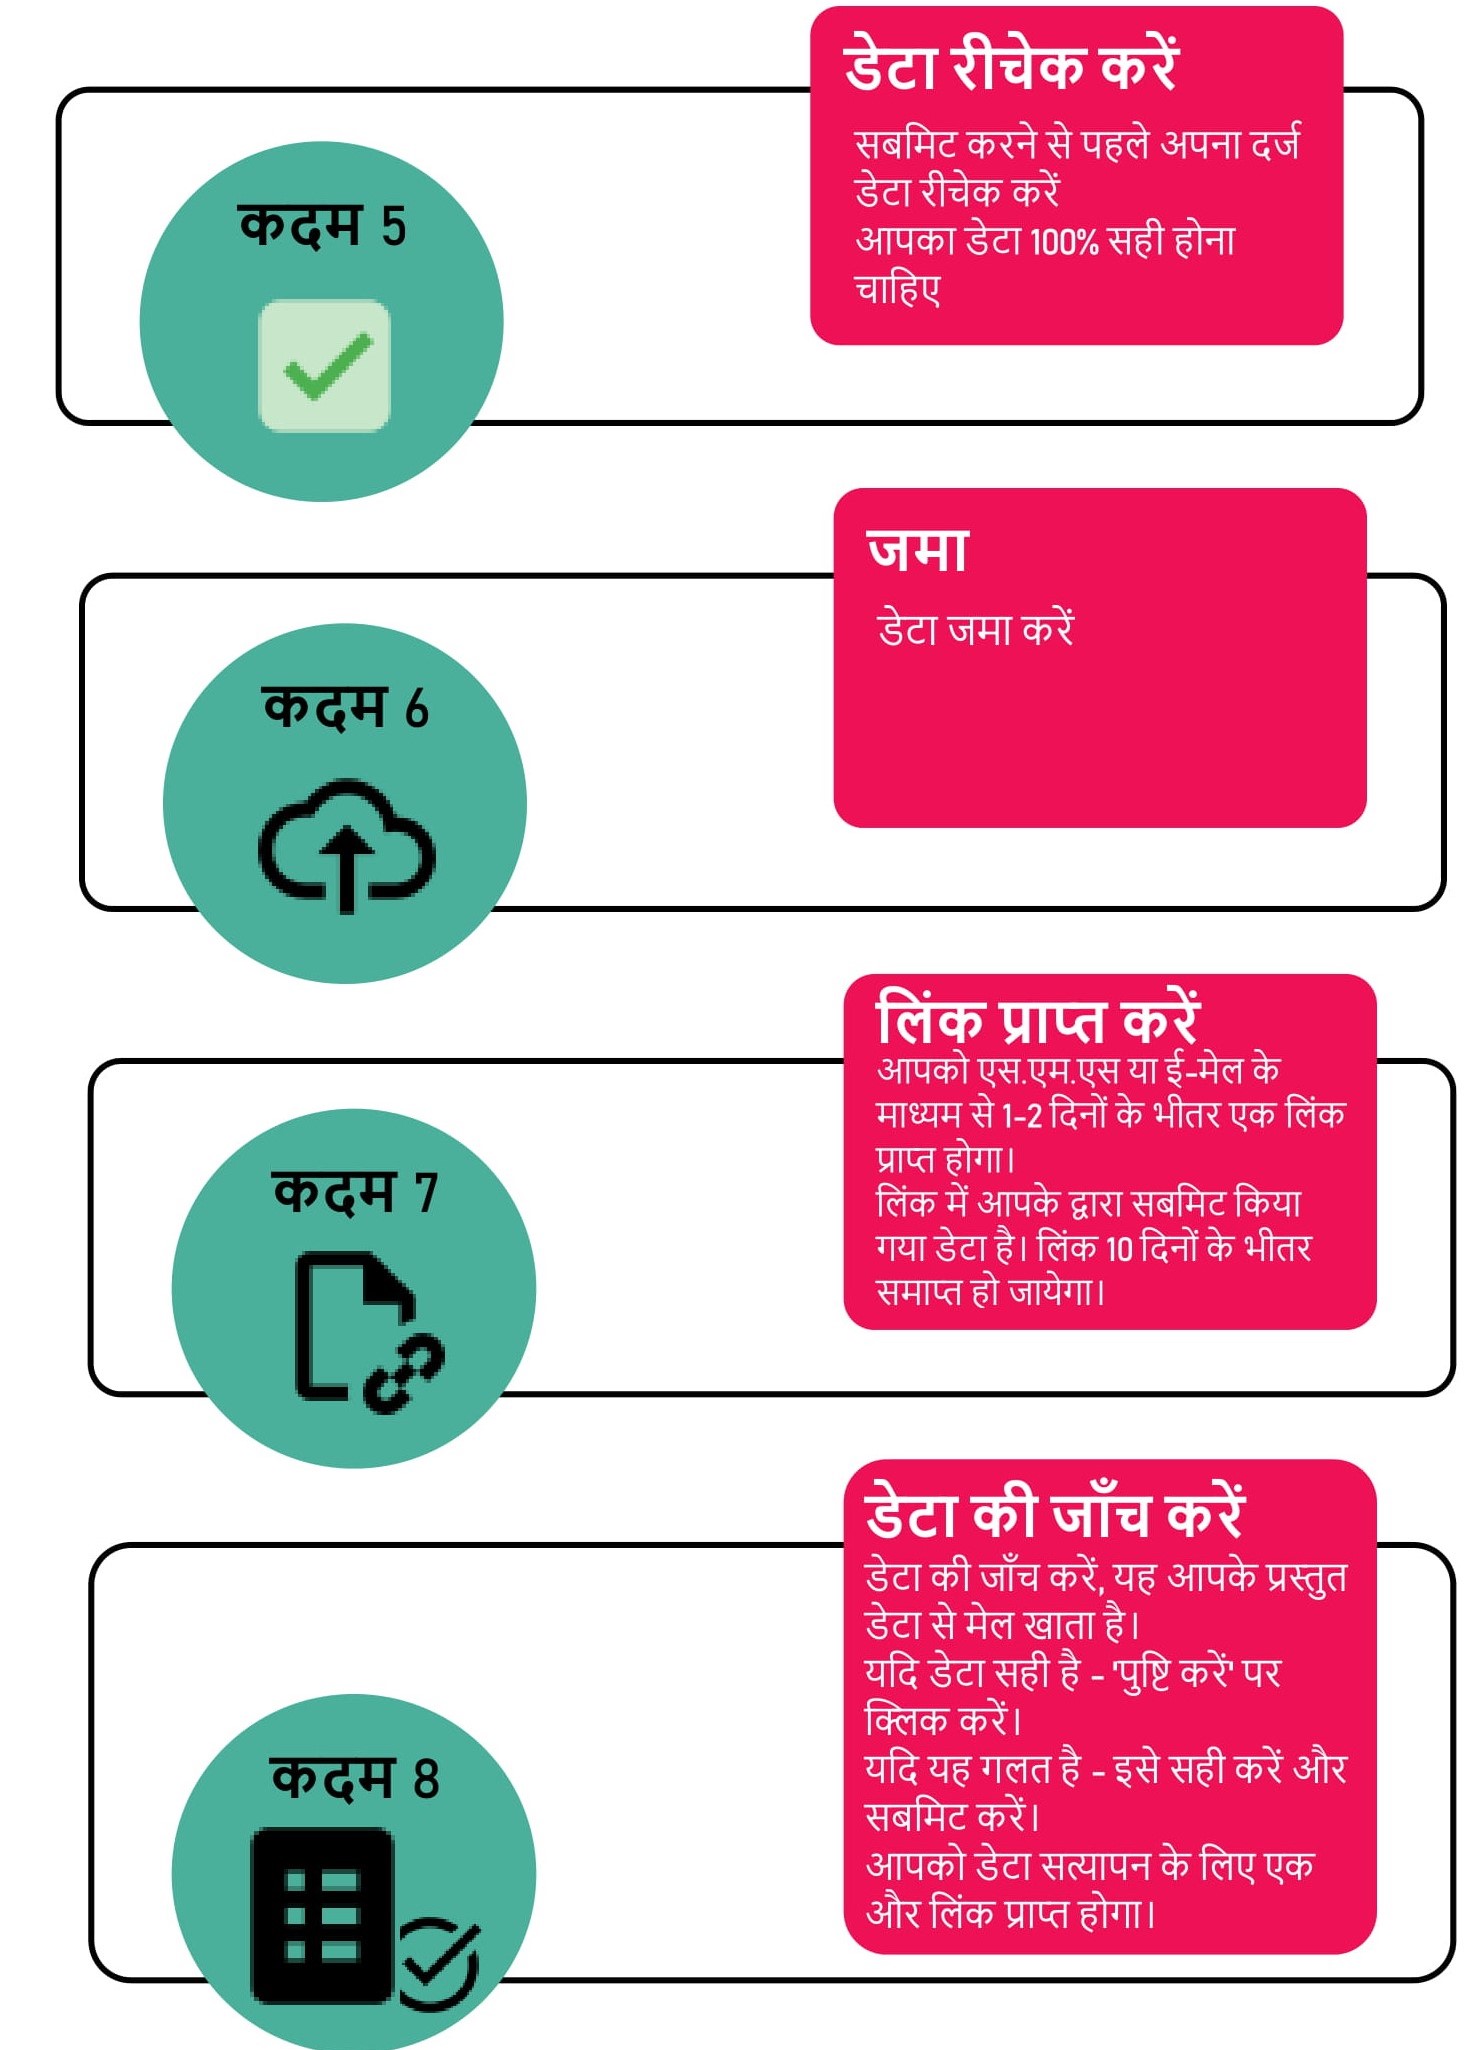 कदम 5
डेटा रीचेक करें
सबमिट करने से पहले अपना दर्ज
डेटा रीचेक करें
आपका डेटा 100% सही होना
चाहिए
कदम 6
जमा
डेटा जमा करें
कदम 7
लिंक प्राप्त करें
आपको एस.एम.एस या ई-मेल के
माध्यम से 1-2 दिनों के भीतर एक लिंक
प्राप्त होगा।
लिंक में आपके द्वारा सबमिट किया
गया डेटा है। लिंक 10 दिनों के भीतर
समाप्त हो जायेगा।
कदम 8
डेटा की जाँच करें
डेटा की जाँच करें, यह आपके प्रस्तुत
डेटा से मेल खाता है।
यदि डेटा सही है - 'पुष्टि करें' पर
क्लिक करें।
यदि यह गलत है - इसे सही करें और
सबमिट करें।
आपको डेटा सत्यापन के लिए एक
और लिंक प्राप्त होगा।